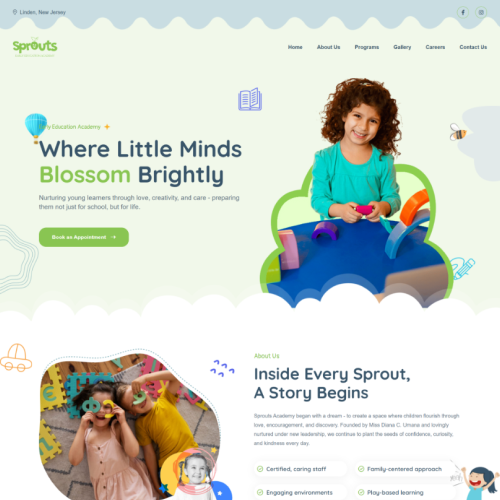 Linden, New Jersey
Sprouts
Home
About Us
Programs
Gallery
Careers
Contact Us
Education Academy
Where Little Minds
Blossom Brightly
Nurturing young learners through love, creativity, and care - preparing
them not just for school, but for life.
Book an Appointment
About Us
Inside Every Sprout,
A Story Begins
Sprouts Academy began with a dream - to create a space where children flourish through
love, encouragement, and discovery. Founded by Miss Diana C. Umana and lovingly
nurtured under new leadership, we continue to plant the seeds of confidence, curiosity,
and kindness every day.
Certified, caring staff
Family-centered approach
Engaging environments
Play-based learning